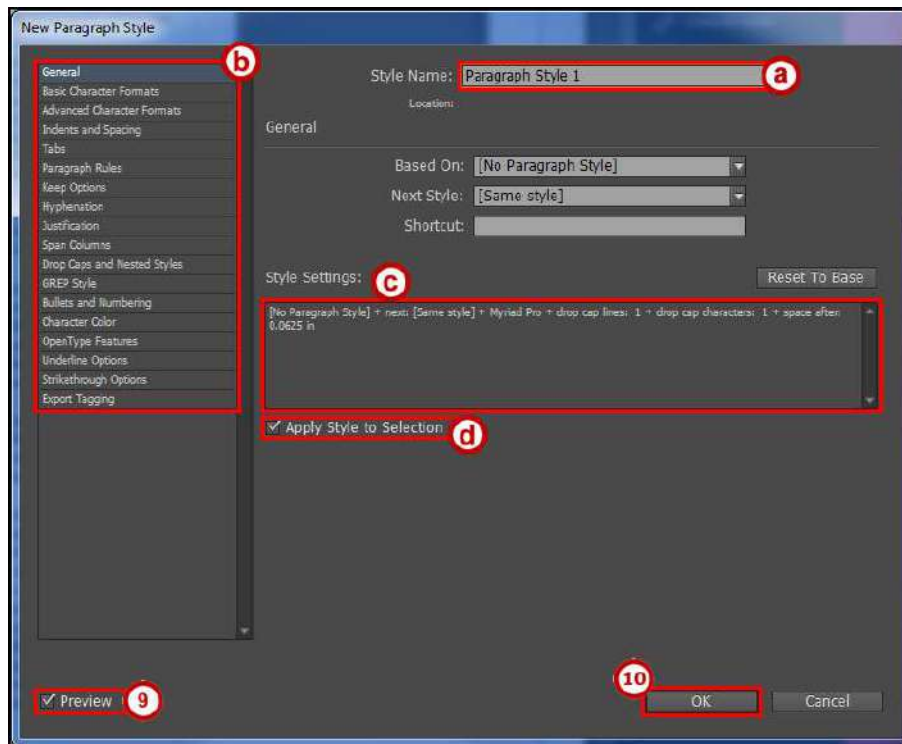 New Paragraph Style
General
Basic Character Formats
Advanced Character Formats
Indents and Spacing
Tabs
Paragraph Rules
Keep Options
Hyphenation
Justification
Span Columns
Drop Caps and Nested Styles
GREP Style
Bullets and Numbering
Character Color
OpenType Features
Underline Options
Strikethrough Options
Export Tagging
b
Style Name: Paragraph Style 1 a
Location:
General
Based On: [No Paragraph Style]
Next Style: [Same style]
Shortcut:
Style Settings: c Reset To Base
[No Paragraph Style] + next: [Same style] + Myriad Pro + drop cap lines: 1 + drop cap characters: 1 + space after:
0.0625 in
Apply Style to Selection d
Preview 9
10
OK Cancel